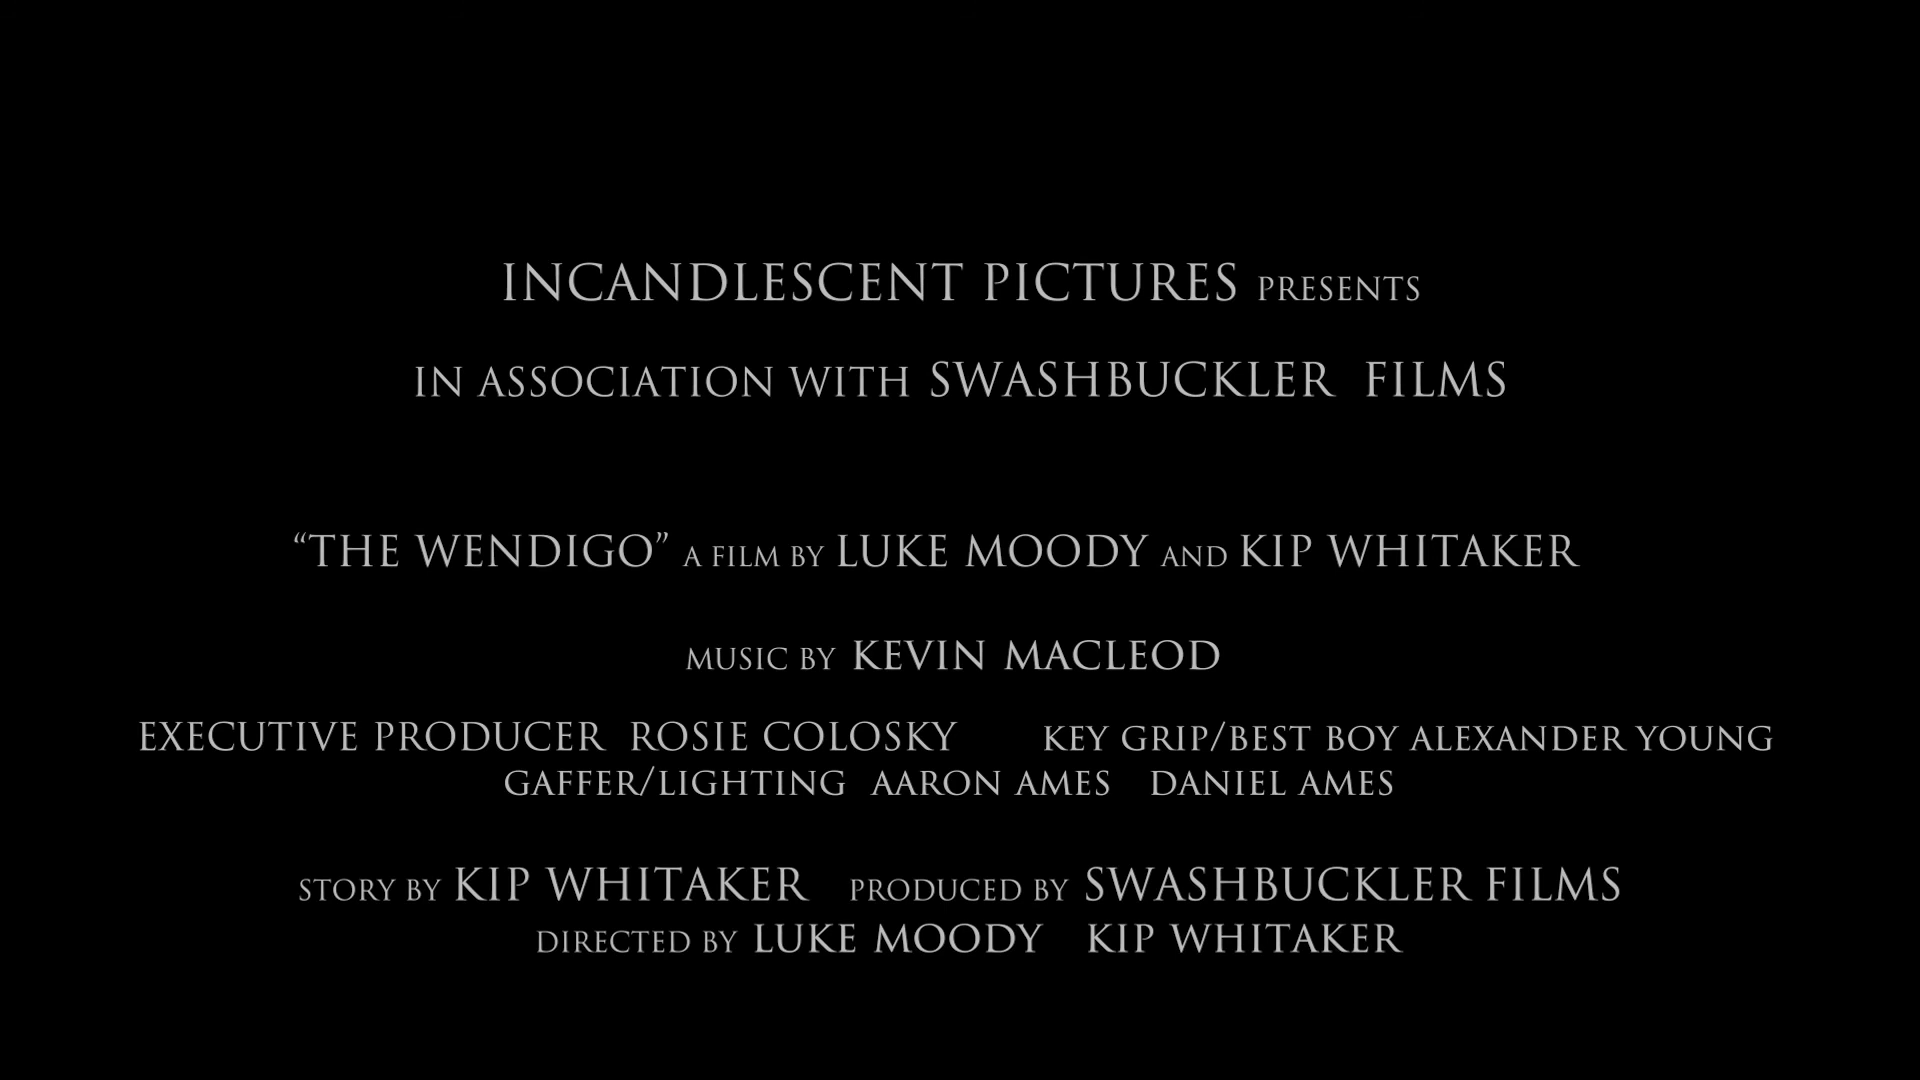 INCANDLESCENT PICTURES PRESENTS
IN ASSOCIATION WITH SWASHBUCKLER FILMS
“THE WENDIGO” A FILM BY LUKE MOODY AND KIP WHITAKER
MUSIC BY KEVIN MACLEOD
EXECUTIVE PRODUCER ROSIE COLOSKY KEY GRIP/BEST BOY ALEXANDER YOUNG
GAFFER/LIGHTING AARON AMES DANIEL AMES
STORY BY KIP WHITAKER PRODUCED BY SWASHBUCKLER FILMS
DIRECTED BY LUKE MOODY KIP WHITAKER